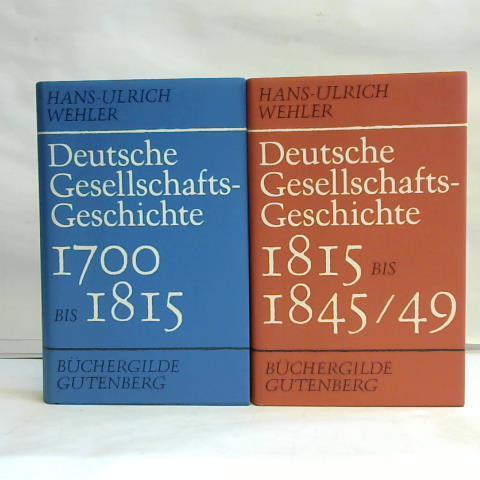 HANS-ULRICH
WEHLER
Deutsche
Gesellschafts-
Geschichte
1700
BIS 1815
BÜCHERGILDE
GUTENBERG
HANS-ULRICH
WEHLER
Deutsche
Gesellschafts-
Geschichte
1815 BIS
1845/49
BÜCHERGILDE
GUTENBERG